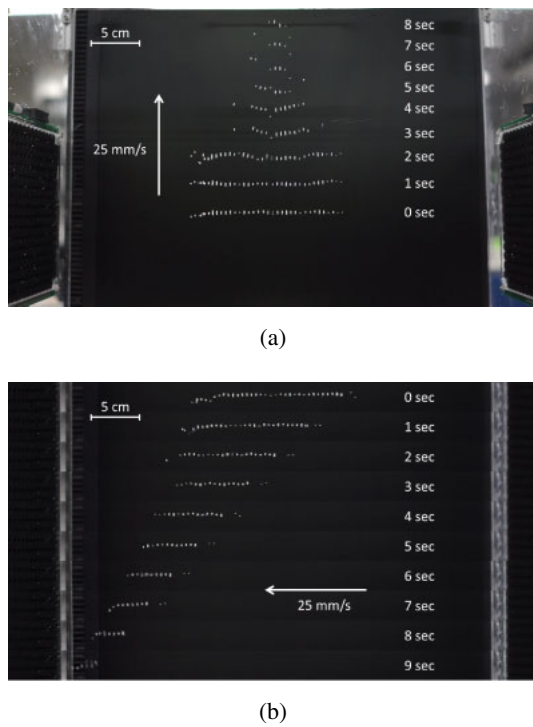 5 cm
8 sec
7 sec
6 sec
5 sec
4 sec
25 mm/s
3 sec
2 sec
1 sec
0 sec
(a)
5 cm
0 sec
1 sec
2 sec
3 sec
4 sec
5 sec
6 sec
25 mm/s
7 sec
8 sec
9 sec
(b)